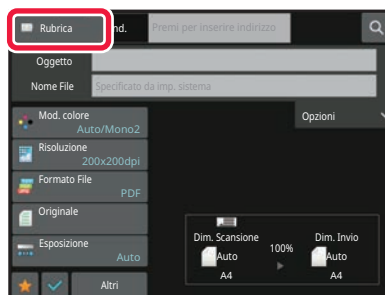 Rubrica
nd.
Premi per inserire indirizzo
Oggetto
Nome File
Specificato da imp. sistema
Mod. colore
Auto/Mono2
Opzioni
Risoluzione
200x200dpi
Formato File
PDF
Originale
Esposizione
Auto
Dim. Scansione
100%
Dim. Invio
Auto
Auto
A4
A4
Altri